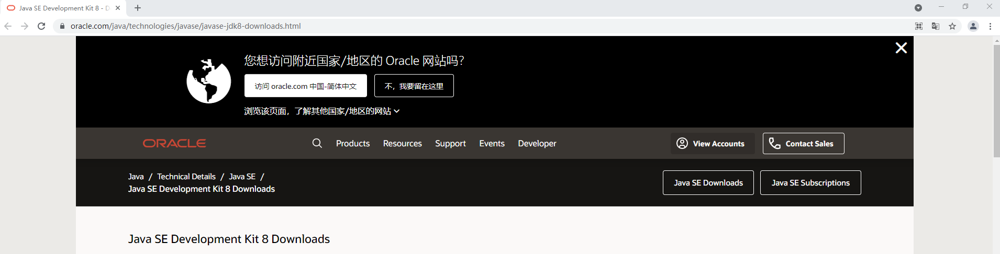 Java SE Development Kit 8 - D
oracle.com/java/technologies/javase/javase-jdk8-downloads.html
您想访问附近国家/地区的 Oracle 网站吗?
访问 oracle.com 中国-简体中文
不，我要留在这里
浏览该页面，了解其他国家/地区的网站
ORACLE Products Resources Support Events Developer View Accounts Contact Sales
Java / Technical Details / Java SE /
Java SE Development Kit 8 Downloads
Java SE Downloads Java SE Subscriptions
Java SE Development Kit 8 Downloads